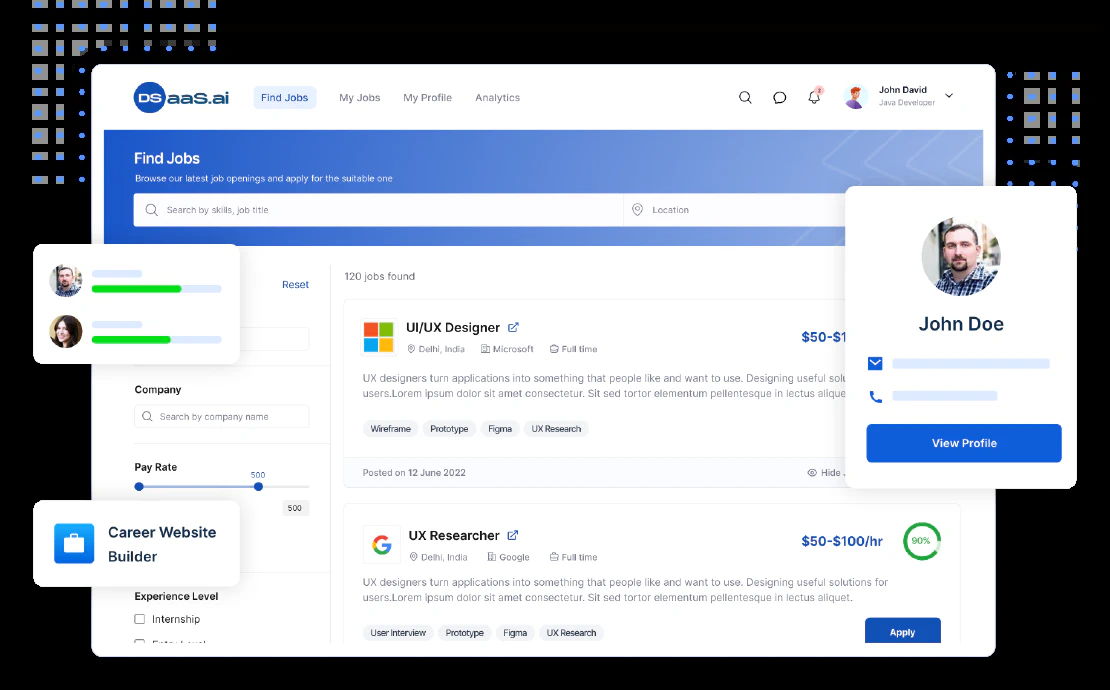 DSaaS.ai
Find Jobs
My Jobs
My Profile
Analytics
2
John David
Java Developer
Find Jobs
Browse our latest job openings and apply for the suitable one
Search by skills, job title
Location
Reset
Company
Search by company name
Pay Rate
500
500
Career Website
Builder
Experience Level
Internship
120 jobs found
UI/UX Designer
$50-$1
Delhi, India
Microsoft
Full time
UX designers turn applications into something that people like and want to use. Designing useful solu
users.Lorem ipsum dolor sit amet consectetur. Sit sed tortor elementum pellentesque in lectus aliquet
Wireframe
Prototype
Figma
UX Research
Posted on 12 June 2022
Hide J
UX Researcher
$50-$100/hr
90%
Delhi, India
Google
Full time
UX designers turn applications into something that people like and want to use. Designing useful solutions for
users.Lorem ipsum dolor sit amet consectetur. Sit sed tortor elementum pellentesque in lectus aliquet.
User Interview
Prototype
Figma
UX Research
Apply
John Doe
View Profile